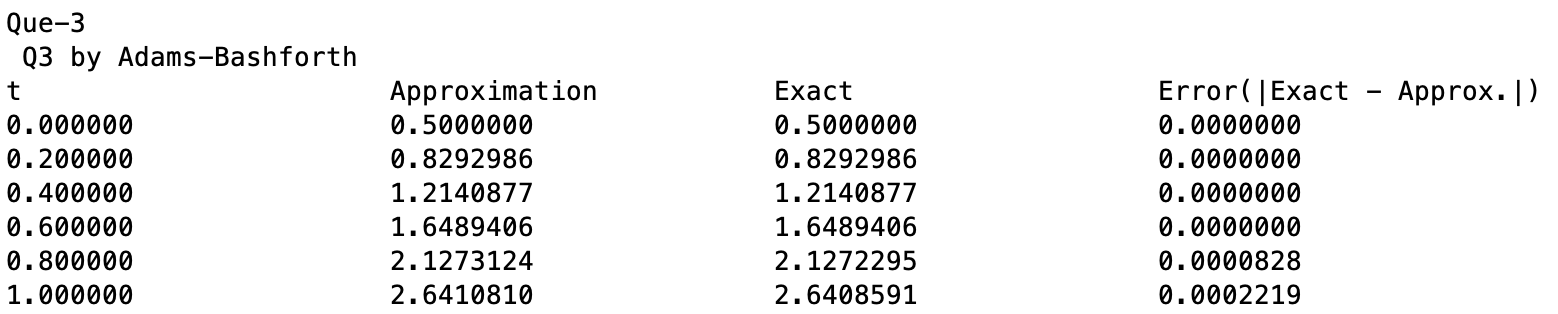 Que-3
Q3 by Adams-Bashforth
t Approximation Exact Error(|Exact - Approx.|)
0.000000 0.5000000 0.5000000 0.0000000
0.200000 0.8292986 0.8292986 0.0000000
0.400000 1.2140877 1.2140877 0.0000000
0.600000 1.6489406 1.6489406 0.0000000
0.800000 2.1273124 2.1272295 0.0000828
1.000000 2.6410810 2.6408591 0.0002219